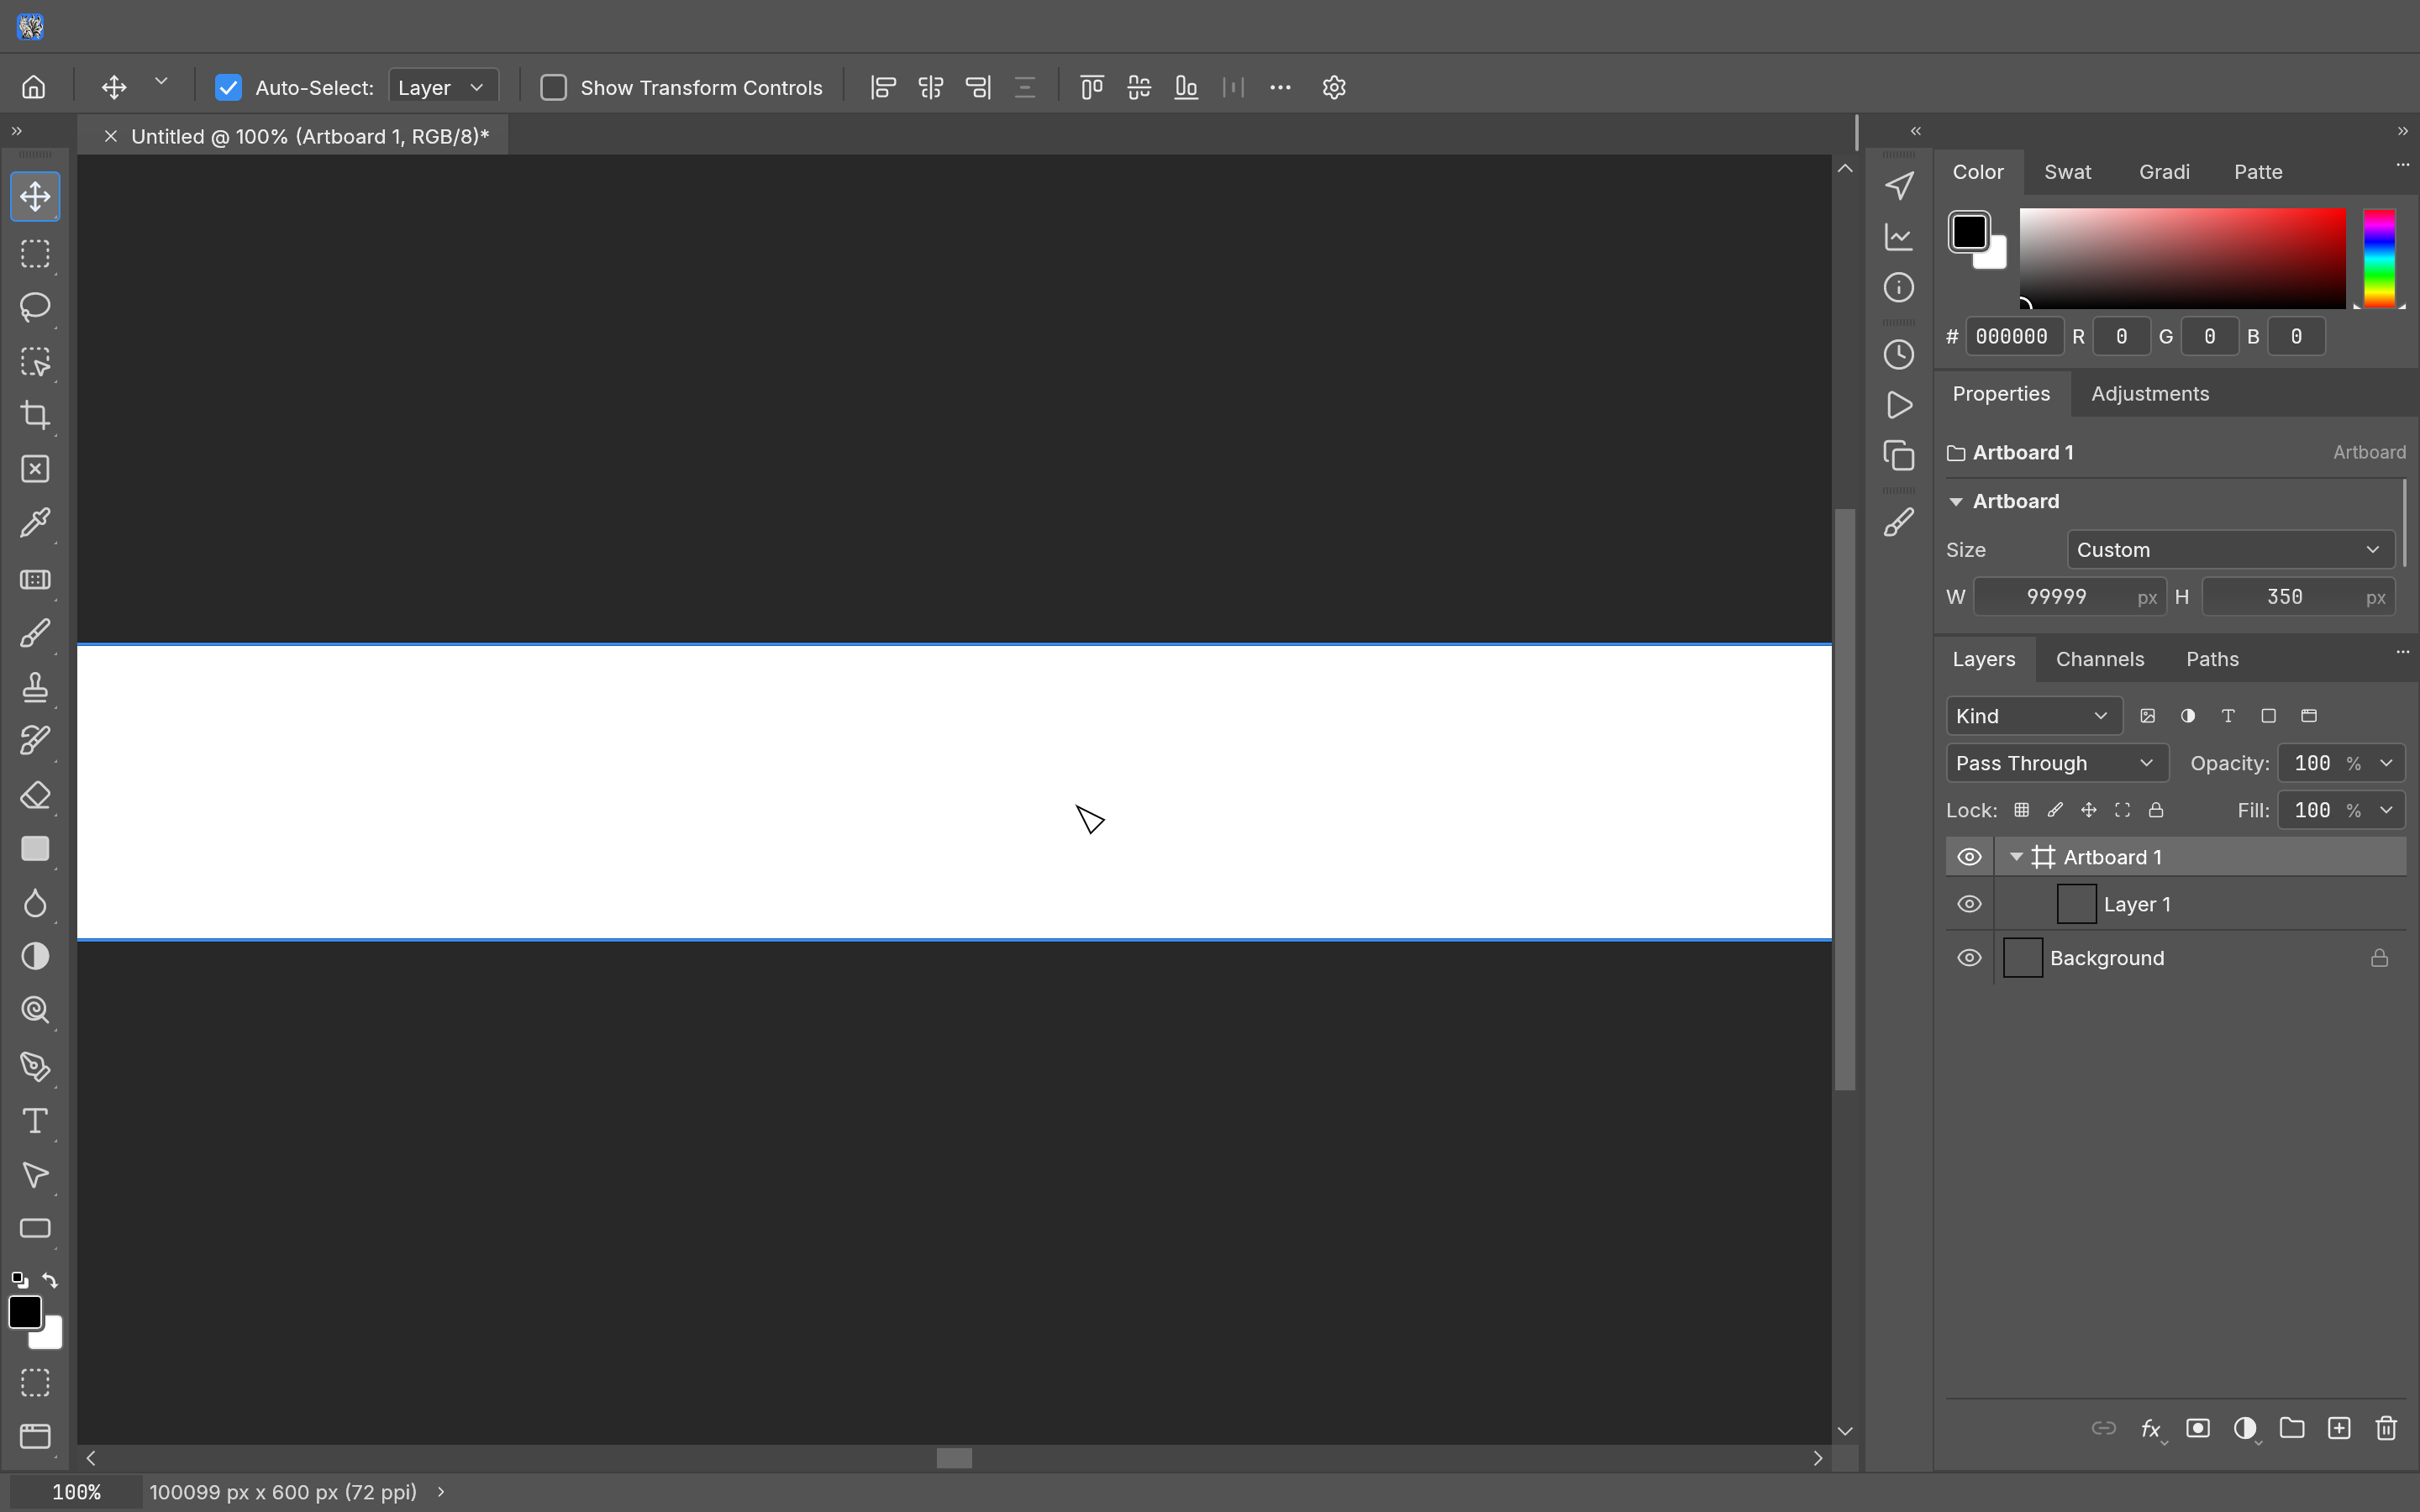 Auto-Select: Layer Show Transform Controls
Untitled @ 100% (Artboard 1, RGB/8)*
Color Swat Gradi Patte
# 000000 R 0 G 0 B 0
Properties Adjustments
Artboard 1 Artboard
Artboard
Size Custom
W 99999 px H 350 px
Layers Channels Paths
Kind
Pass Through Opacity: 100 %
Lock: Fill: 100 %
Artboard 1
Layer 1
Background
fx
100% 100099 px x 600 px (72 ppi)